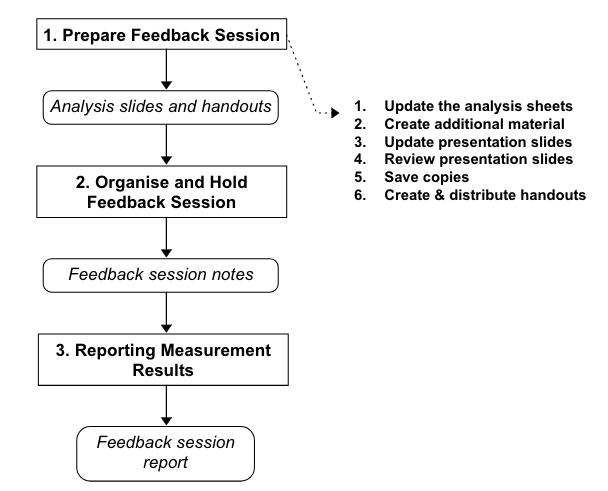 1. Prepare Feedback Session
Analysis slides and handouts
1. Update the analysis sheets
2. Create additional material
3. Update presentation slides
4. Review presentation slides
5. Save copies
6. Create & distribute handouts
2. Organise and Hold
Feedback Session
Feedback session notes
3. Reporting Measurement
Results
Feedback session
report